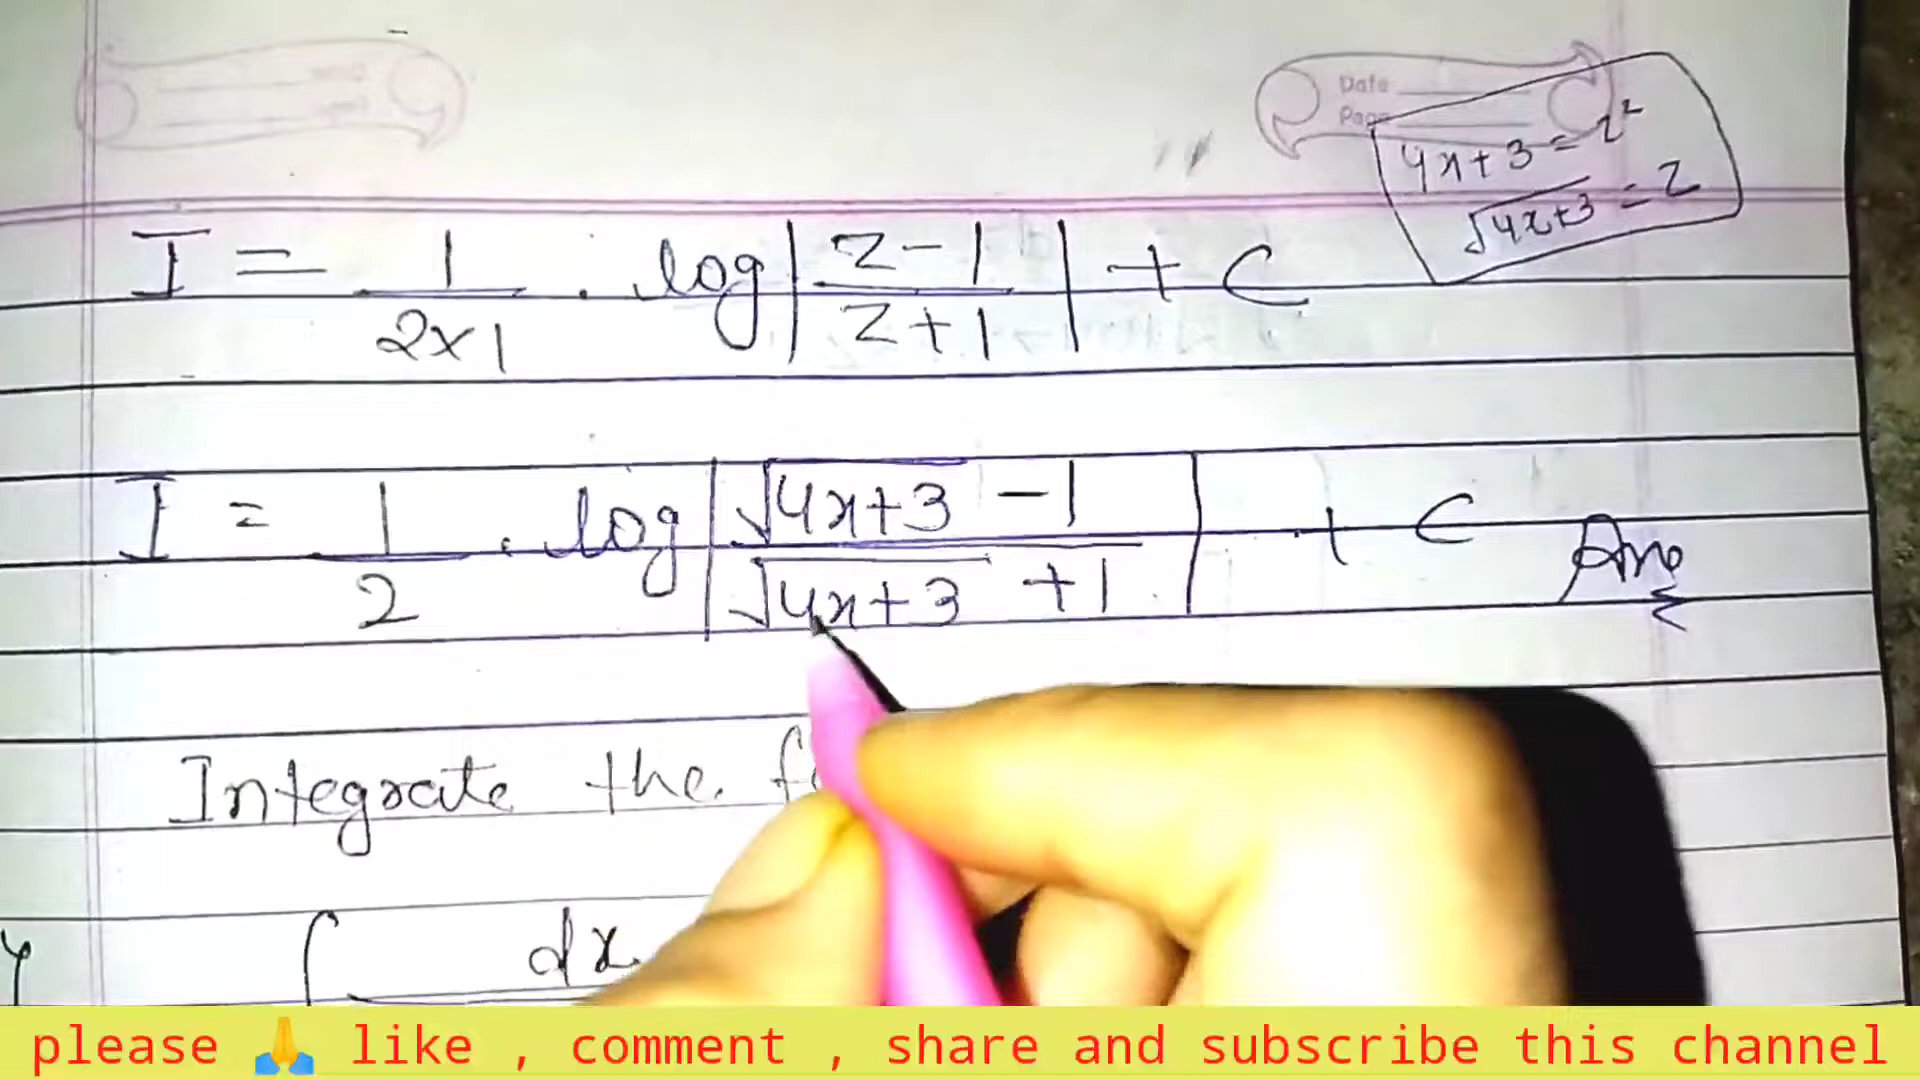 Date
Page
4x+3 = z²
√4x+3 = z
I = 1/2×1 . log|z-1/z+1| + C
I = 1/2 . log|√4x+3 -1/√4x+3 +1| + C Ans
Integrate the
∫ dx
please 🙏 like , comment , share and subscribe this channel